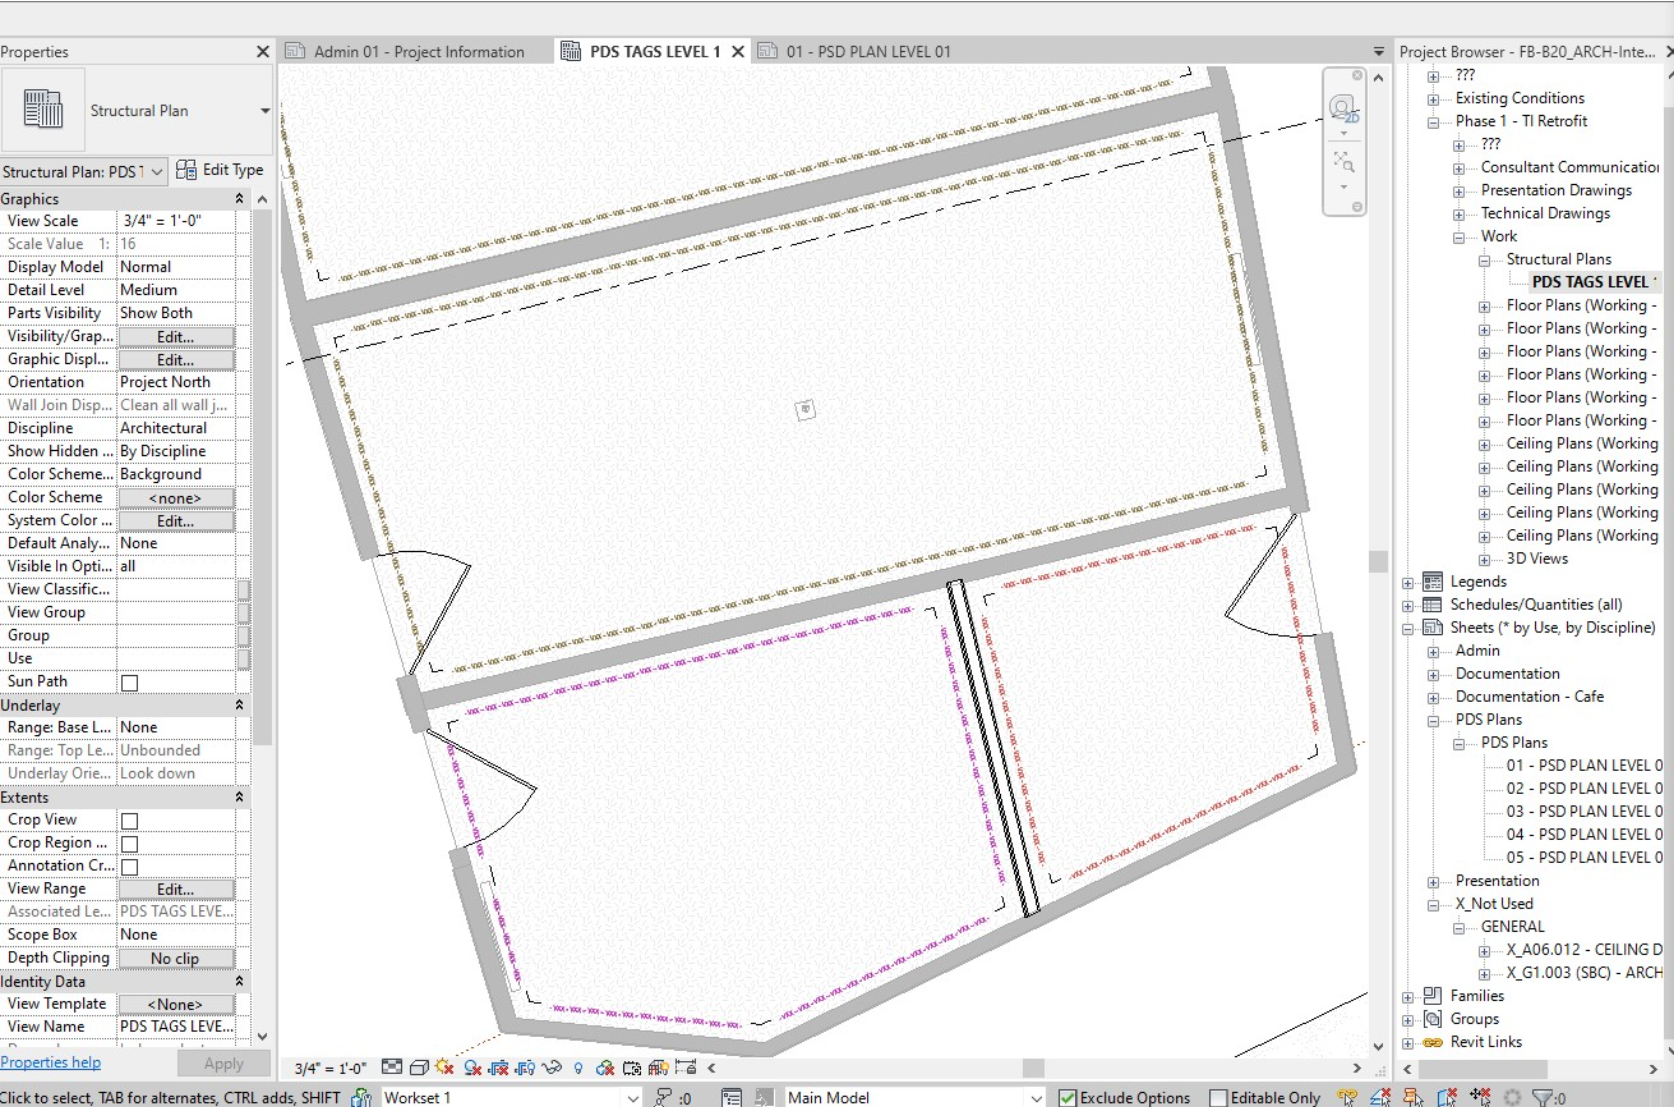 Properties
Structural Plan
Structural Plan: PDS T
Edit Type
Graphics
View Scale 3/4" = 1'-0"
Scale Value 1: 16
Display Model Normal
Detail Level Medium
Parts Visibility Show Both
Visibility/Grap... Edit...
Graphic Displ... Edit...
Orientation Project North
Wall Join Disp... Clean all wall j...
Discipline Architectural
Show Hidden ... By Discipline
Color Scheme... Background
Color Scheme <none>
System Color ... Edit...
Default Analy... None
Visible In Opti... all
View Classific...
View Group
Group
Use
Sun Path
Underlay
Range: Base L... None
Range: Top Le... Unbounded
Underlay Orie... Look down
Extents
Crop View
Crop Region ...
Annotation Cr...
View Range Edit...
Associated Le... PDS TAGS LEVE...
Scope Box None
Depth Clipping No clip
Identity Data
View Template <None>
View Name PDS TAGS LEVE...
Properties help
Apply
Admin 01 - Project Information
PDS TAGS LEVEL 1
01 - PSD PLAN LEVEL 01
2D
3/4" = 1'-0"
Project Browser - FB-B20_ARCH-Inte...
???
Existing Conditions
Phase 1 - TI Retrofit
???
Consultant Communication
Presentation Drawings
Technical Drawings
Work
Structural Plans
PDS TAGS LEVEL
Floor Plans (Working -
Floor Plans (Working -
Floor Plans (Working -
Floor Plans (Working -
Floor Plans (Working -
Floor Plans (Working -
Ceiling Plans (Working
Ceiling Plans (Working
Ceiling Plans (Working
Ceiling Plans (Working
Ceiling Plans (Working
3D Views
Legends
Schedules/Quantities (all)
Sheets (* by Use, by Discipline)
Admin
Documentation
Documentation - Cafe
PDS Plans
PDS Plans
01 - PSD PLAN LEVEL 0
02 - PSD PLAN LEVEL 0
03 - PSD PLAN LEVEL 0
04 - PSD PLAN LEVEL 0
05 - PSD PLAN LEVEL 0
Presentation
X_Not Used
GENERAL
X_A06.012 - CEILING D
X_G1.003 (SBC) - ARCH
Families
Groups
Revit Links
Click to select, TAB for alternates, CTRL adds, SHIFT
Workset 1
:0
Main Model
Exclude Options
Editable Only
:0